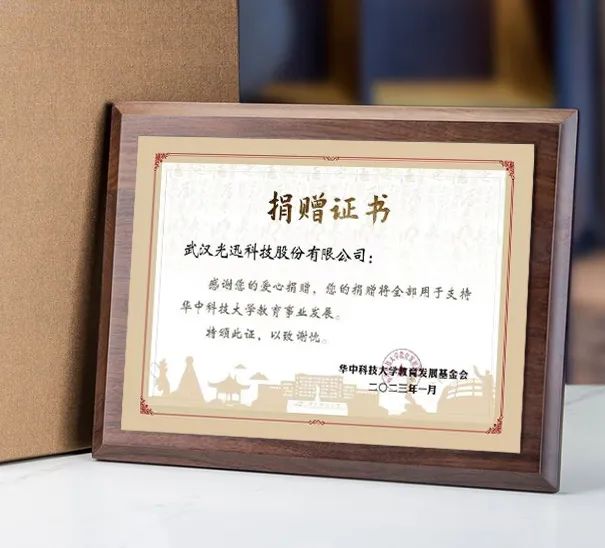 捐赠证书
武汉光迅科技股份有限公司：
感谢您的爱心捐赠，您的捐赠将全部用于支持
华中科技大学教育事业发展。
特颁此证，以致谢忱。
华中科技大学教育发展基金会
二〇二三年一月